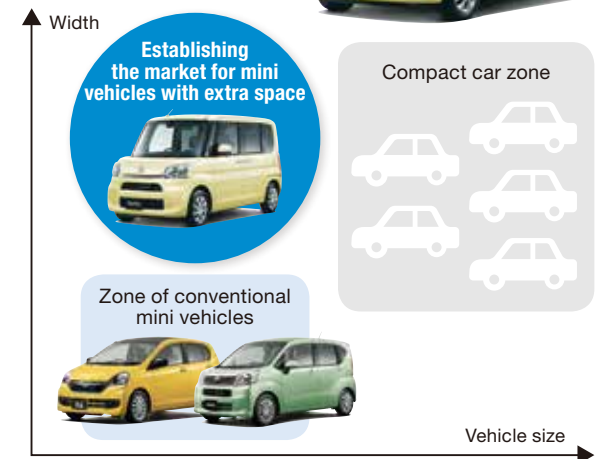 Width
Establishing
the market for mini
vehicles with extra space
Compact car zone
Zone of conventional
mini vehicles
Vehicle size